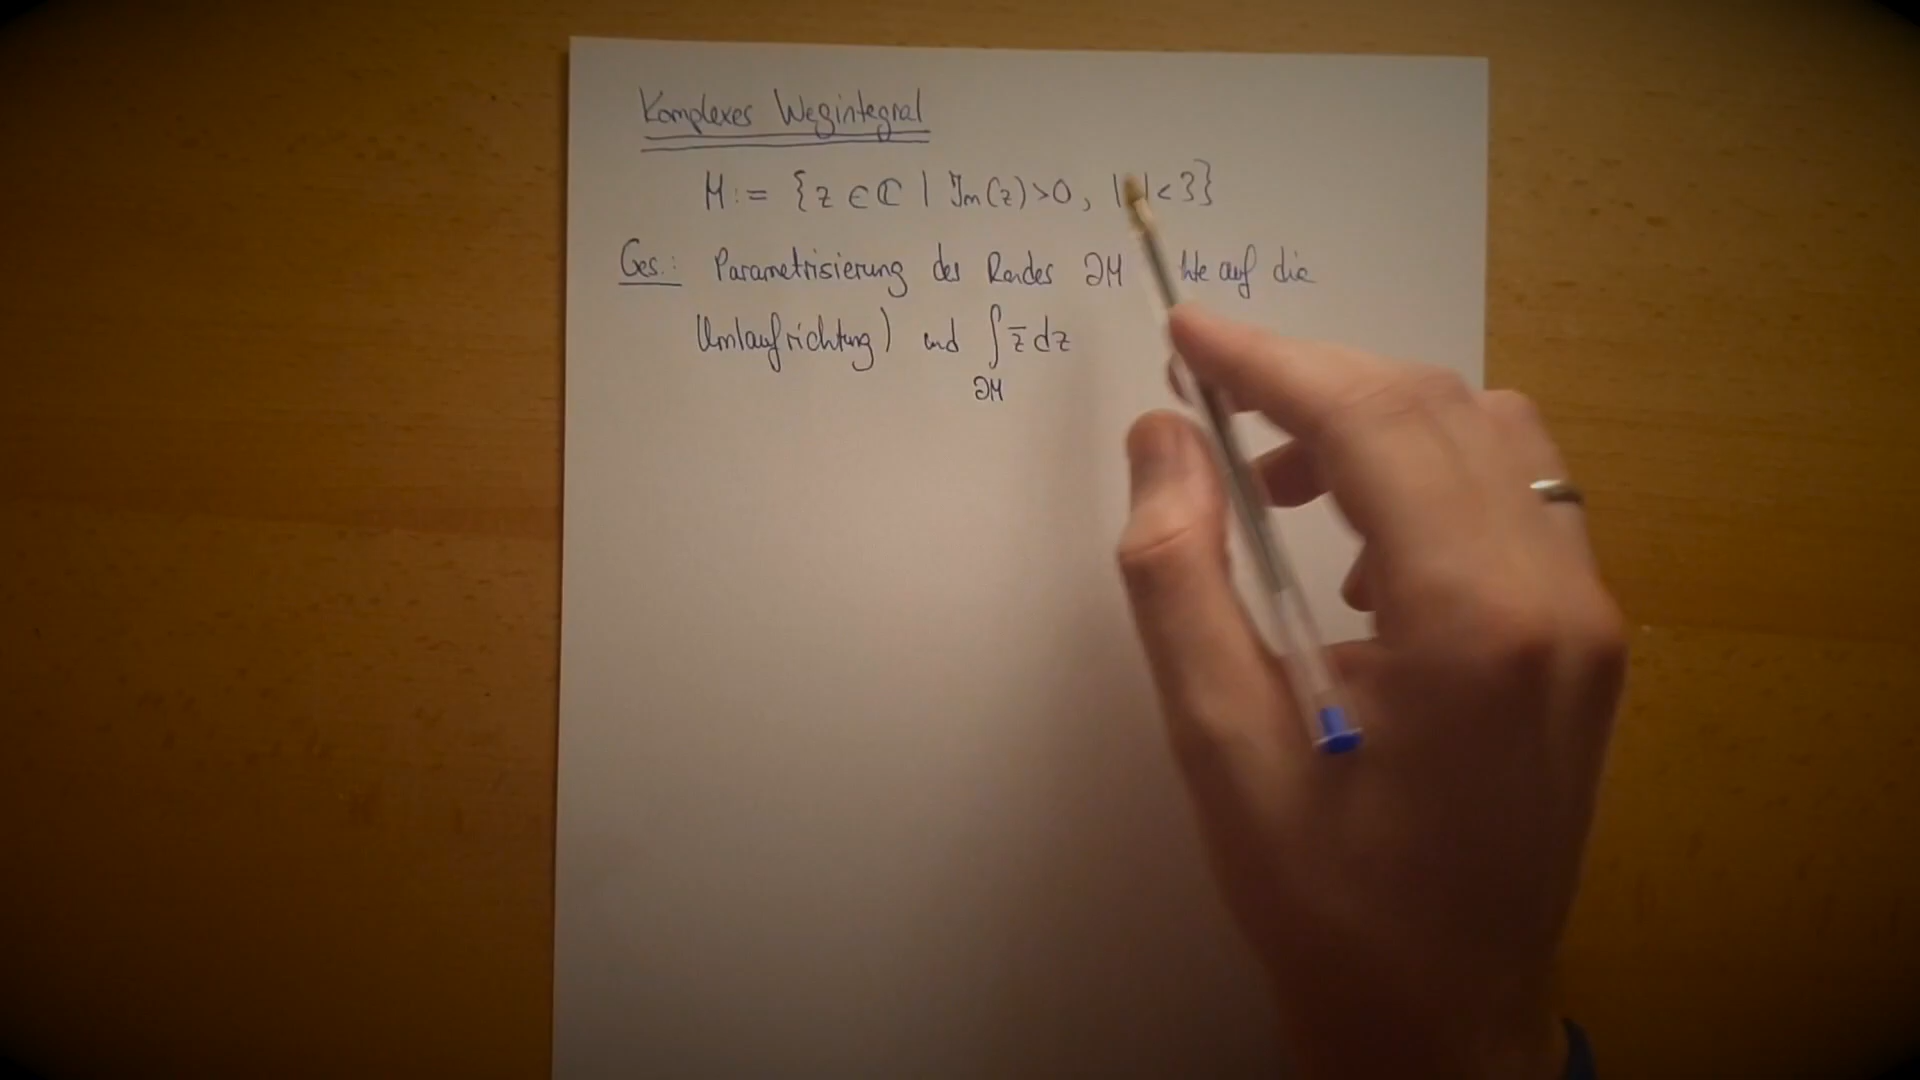 Komplexes Wegintegral
M := {z ∈ ℂ | Im(z)>0, | |<3}
Ges.: Parametrisierung des Randes ∂M auf die
Umlaufrichtung) und ∫ z̅ dz
∂M